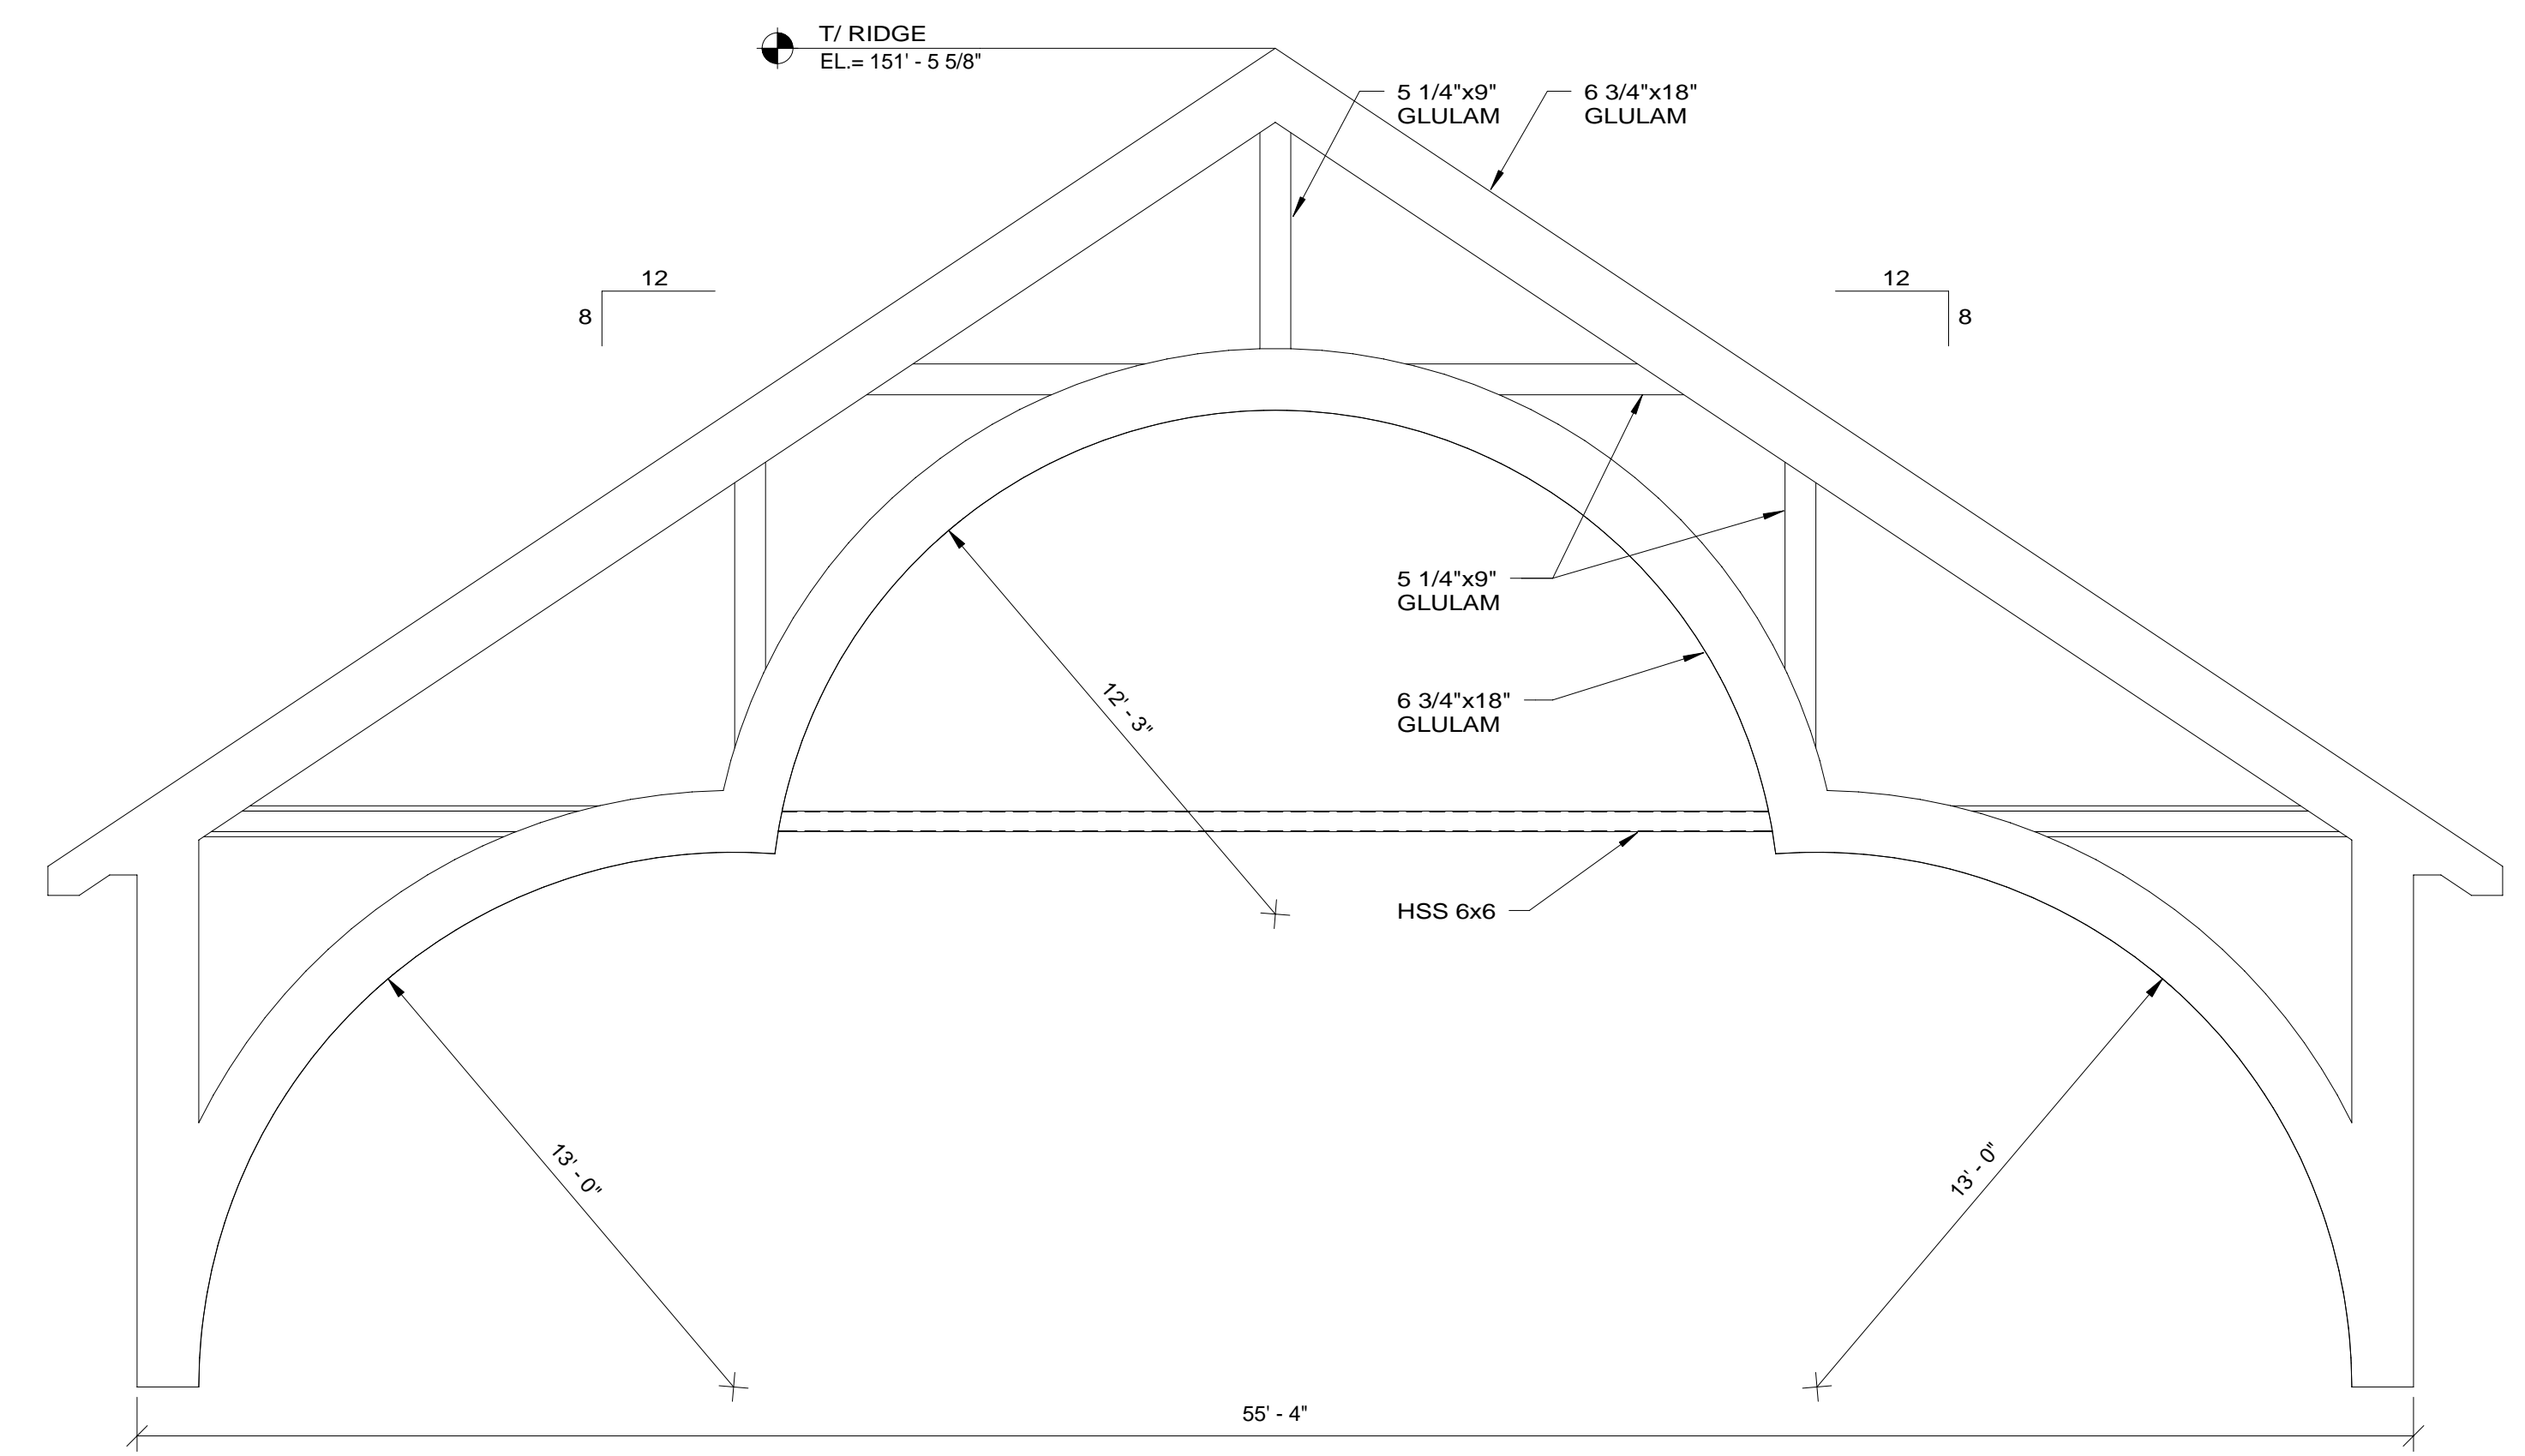 T/ RIDGE
EL.= 151' - 5 5/8"
5 1/4"x9"
GLULAM
6 3/4"x18"
GLULAM
12
8
12
8
5 1/4"x9"
GLULAM
12' - 3"
6 3/4"x18"
GLULAM
HSS 6x6
13' - 0"
13' - 0"
55' - 4"